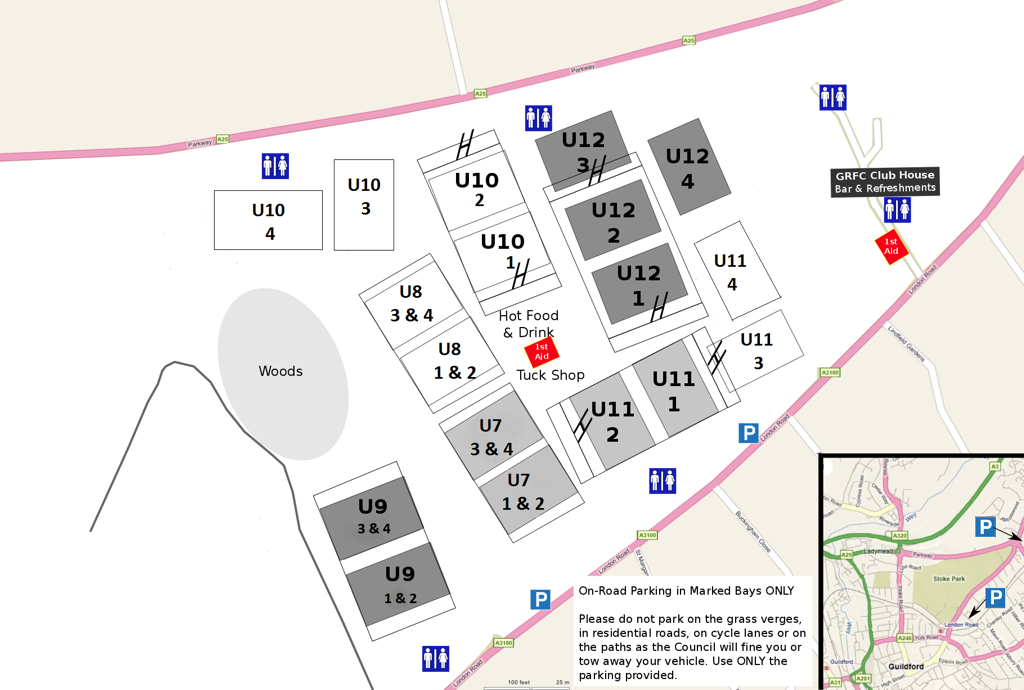 A25
Parkway
A25
Parkway
A25
U12
3
U12
4
U10
4
U10
3
U10
2
U10
1
U12
2
U12
1
GRFC Club House
Bar & Refreshments
1st
Aid
London Road
U11
4
U8
3 & 4
U8
1 & 2
Hot Food
& Drink
1st
Aid
Tuck Shop
U11
3
Lindfield Gardens
Woods
A3100
U11
1
U11
2
P
London Road
U7
3 & 4
U7
1 & 2
U9
3 & 4
U9
1 & 2
Buckingham Close
A3100
London Road
P
A3100
London Road
100 feet
25 m
On-Road Parking in Marked Bays ONLY
Please do not park on the grass verges,
in residential roads, on cycle lanes or on
the paths as the Council will fine you or
tow away your vehicle. Use ONLY the
parking provided.
A3
Wey
A320
P
A25
Ladymead
Parkway
Stoke Park
Stoke Road
P
London Road
A246
York Road
Wey
Guildford
Guildford
Epsom Road
High Street
A31
A281